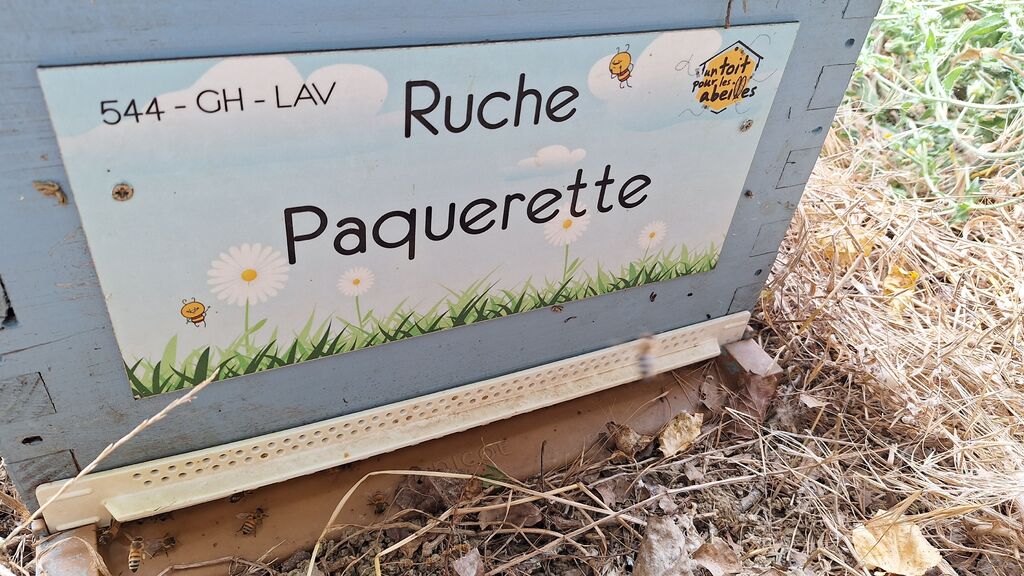 544 - GH - LAV
Ruche
Paquerette
un toit
pour les
abeilles